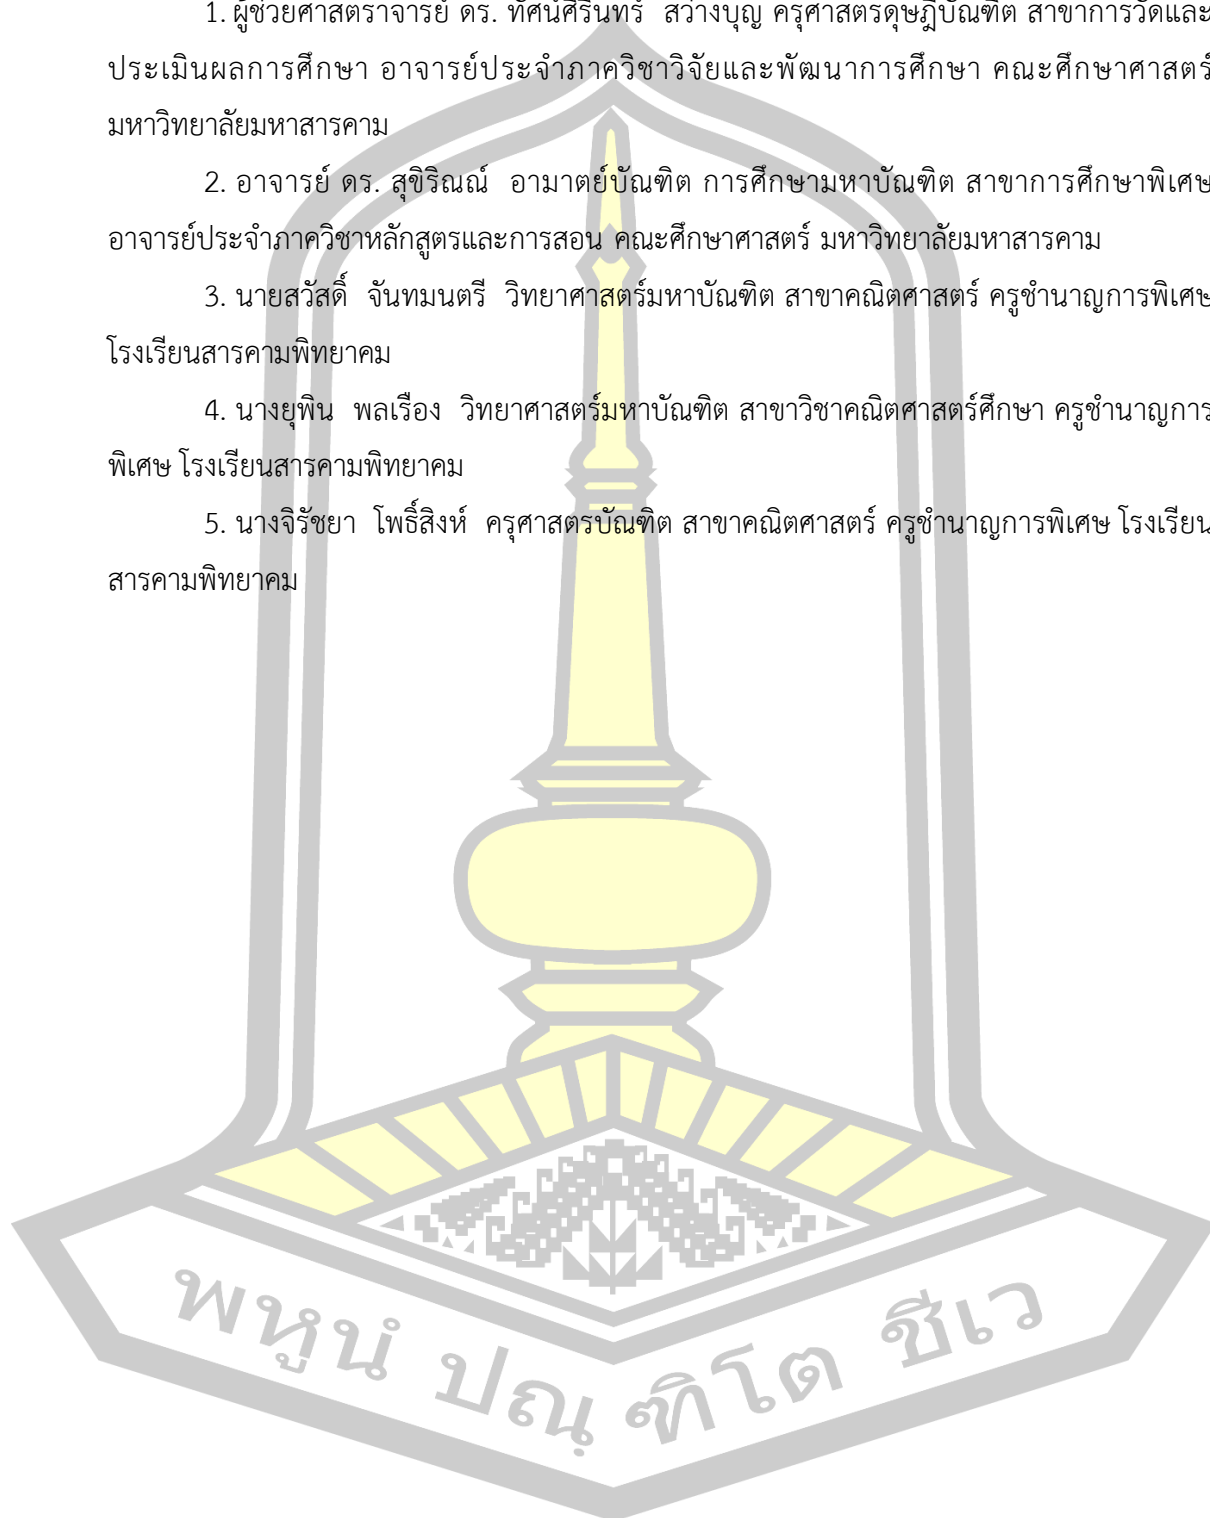 1. ผู้ช่วยศาสตราจารย์ ดร. ทัศน์ศิรินทร์ สว่างบุญ ครุศาสตรดุษฎีบัณฑิต สาขาการวัดและ
ประเมินผลการศึกษา อาจารย์ประจำภาควิชาวิจัยและพัฒนาการศึกษา คณะศึกษาศาสตร์
มหาวิทยาลัยมหาสารคาม
2. อาจารย์ ดร. สุขิริณณ์ อามาตย์บัณฑิต การศึกษามหาบัณฑิต สาขาการศึกษาพิเศษ
อาจารย์ประจำภาควิชาหลักสูตรและการสอน คณะศึกษาศาสตร์ มหาวิทยาลัยมหาสารคาม
3. นายสวัสดิ์ จันทมนตรี วิทยาศาสตร์มหาบัณฑิต สาขาคณิตศาสตร์ ครูชำนาญการพิเศษ
โรงเรียนสารคามพิทยาคม
4. นางยุพิน พลเรือง วิทยาศาสตร์มหาบัณฑิต สาขาวิชาคณิตศาสตร์ศึกษา ครูชำนาญการ
พิเศษ โรงเรียนสารคามพิทยาคม
5. นางจิรัชยา โพธิ์สิงห์ ครุศาสตรบัณฑิต สาขาคณิตศาสตร์ ครูชำนาญการพิเศษ โรงเรียน
สารคามพิทยาคม
พหูนํ ปณฺฑิโต ชีเว